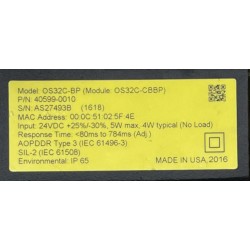 Model: OS32C-BP (Module: OS32C-CBBP)
P/N: 40599-0010
S/N: AS27493B (1618)
MAC Address: 00:0C:51:02:5F:4E
Input: 24VDC +25%/-30%, 5W max, 4W typical (No Load)
Response Time: <80ms to 784ms (Adj.)
AOPDDR Type 3 (IEC 61496-3)
SIL-2 (IEC 61508)
Environmental: IP 65
MADE IN USA, 2016